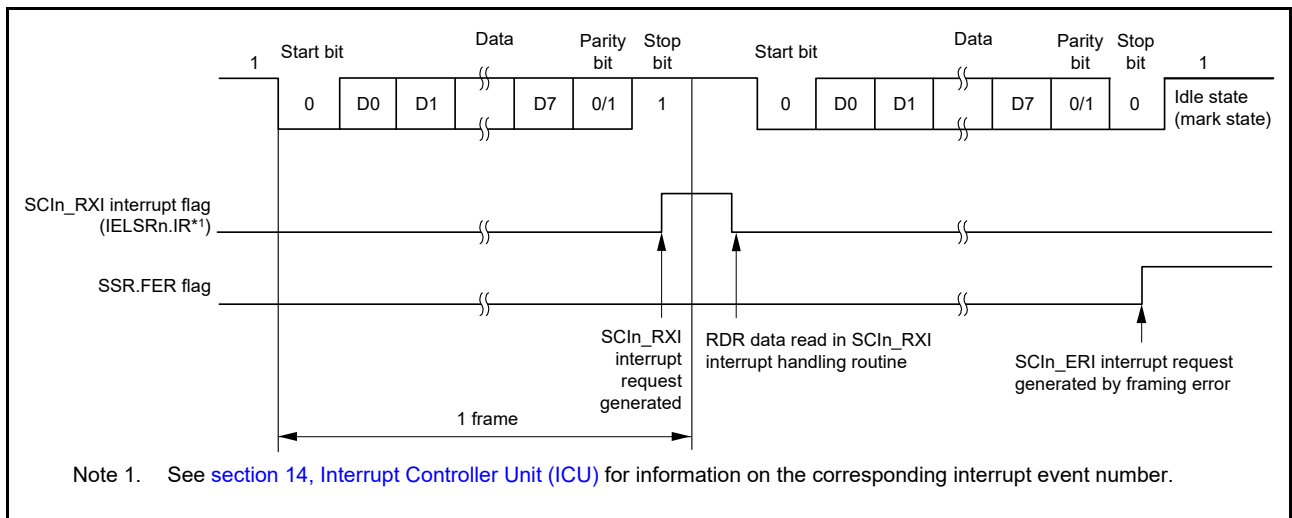 Start bit
Data
Parity bit
Stop bit
Start bit
Data
Parity bit
Stop bit
1
1
0 D0 D1 D7 0/1 1
0 D0 D1 D7 0/1 0
Idle state
(mark state)
SCIn_RXI interrupt flag
(IELSRn.IR*1)
SSR.FER flag
SCIn_RXI
interrupt
request
generated
RDR data read in SCIn_RXI
interrupt handling routine
SCIn_ERI interrupt request
generated by framing error
1 frame
Note 1. See section 14, Interrupt Controller Unit (ICU) for information on the corresponding interrupt event number.